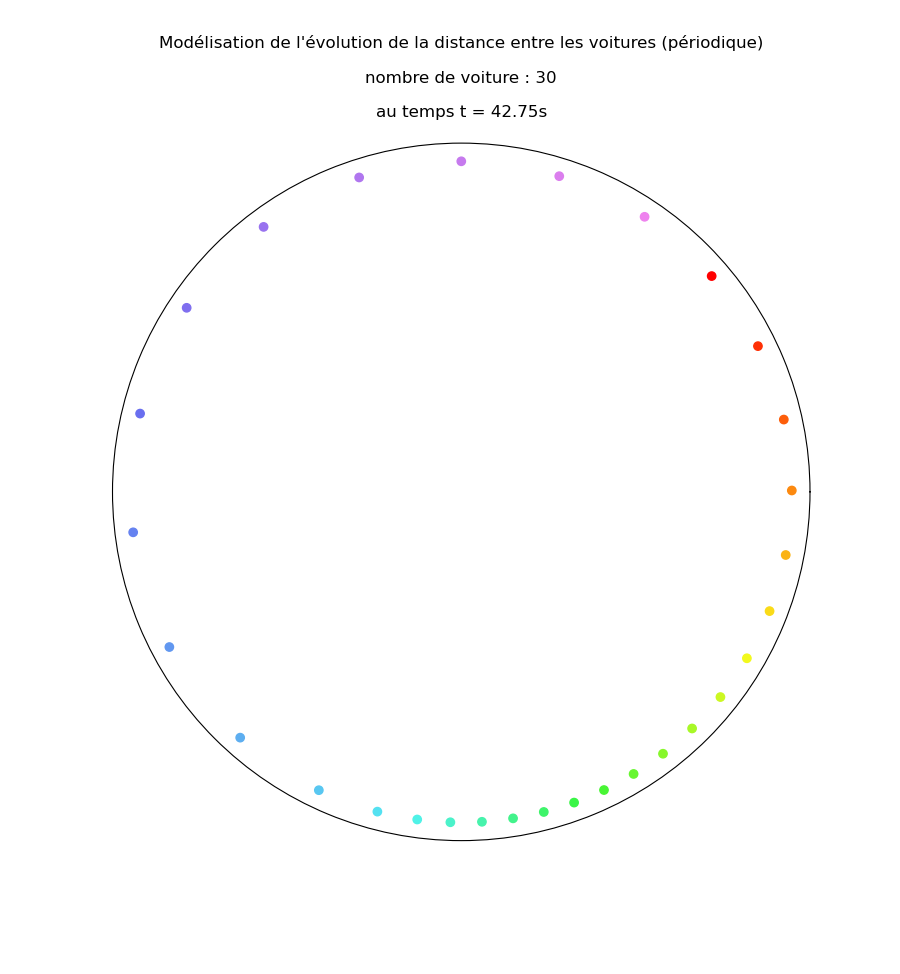 Modélisation de l'évolution de la distance entre les voitures (périodique)
nombre de voiture : 30
au temps t = 42.75s